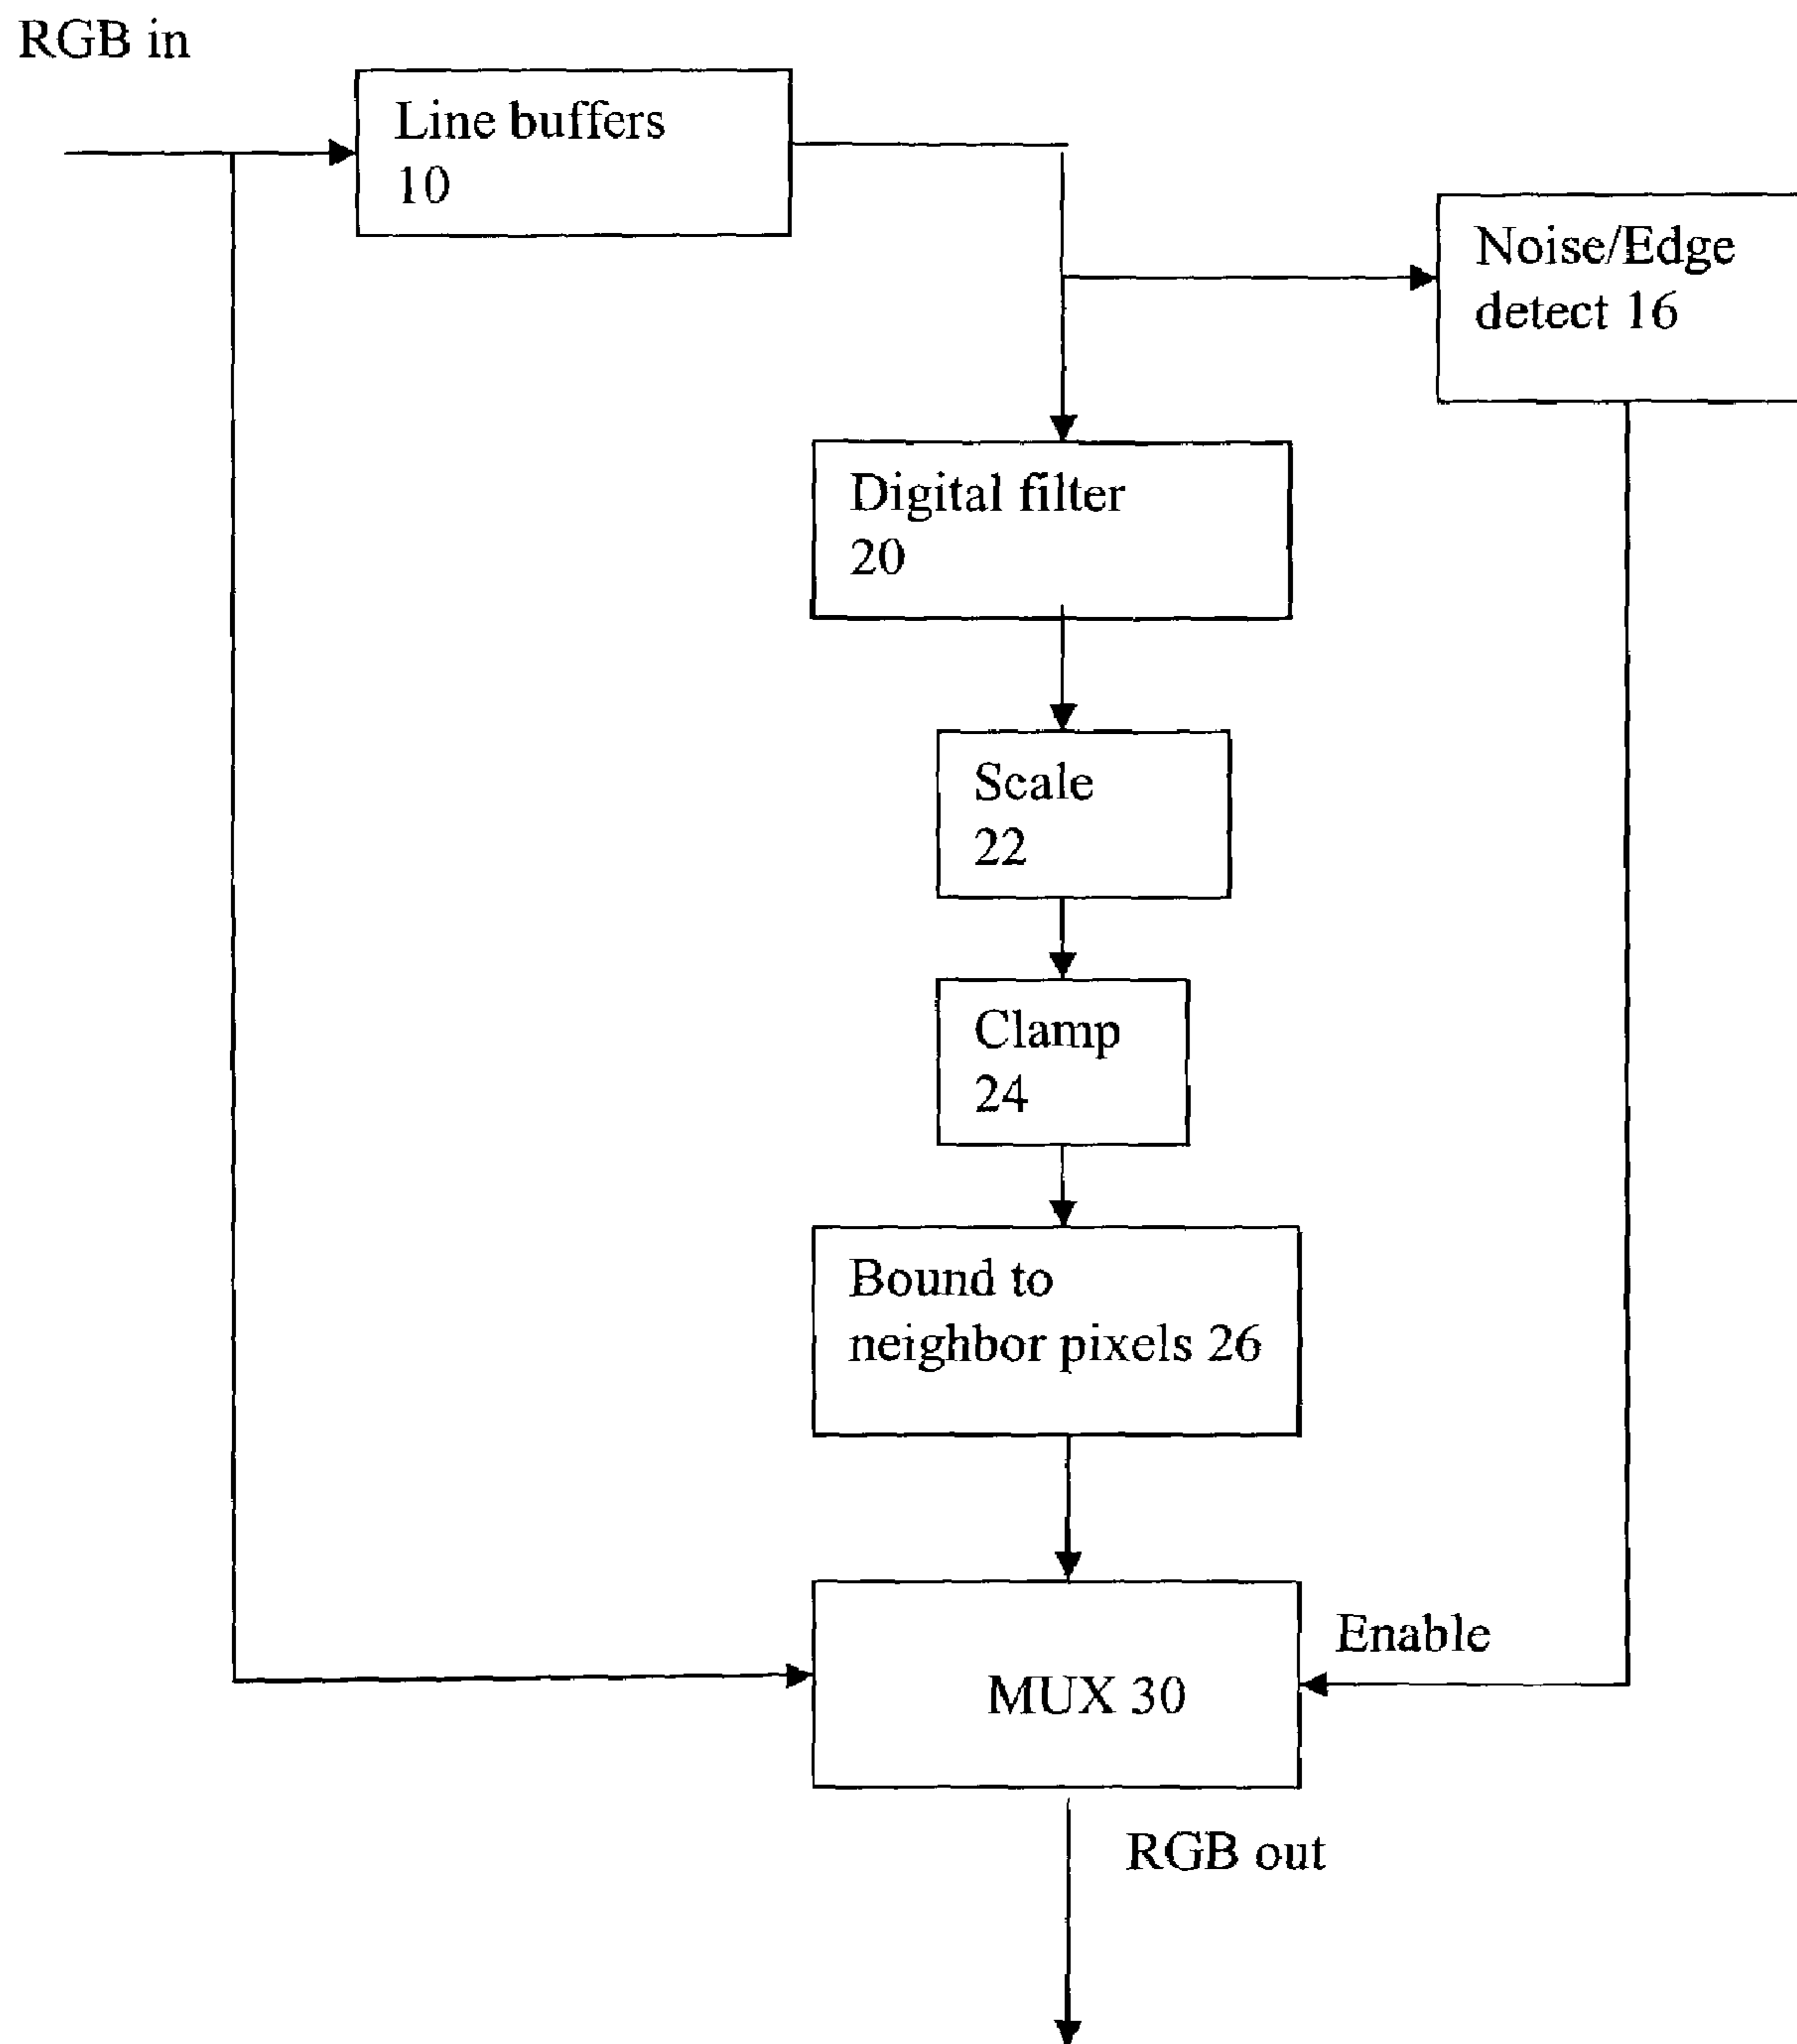 RGB in
Line buffers
10
Noise/Edge
detect 16
Digital filter
20
Scale
22
Clamp
24
Bound to
neighbor pixels 26
Enable
MUX 30
RGB out